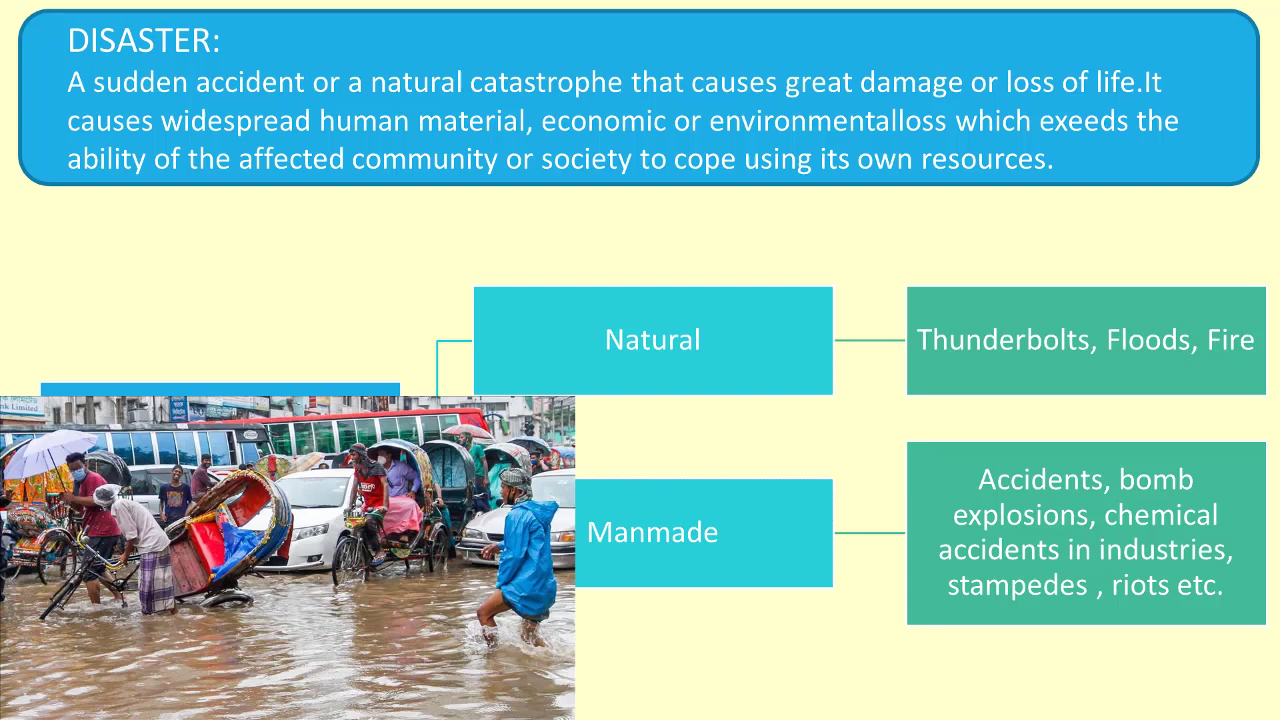 DISASTER:
A sudden accident or a natural catastrophe that causes great damage or loss of life.It
causes widespread human material, economic or environmentalloss which exeeds the
ability of the affected community or society to cope using its own resources.
Natural
Thunderbolts, Floods, Fire
nk Limited
Manmade
Accidents, bomb
explosions, chemical
accidents in industries,
stampedes , riots etc.